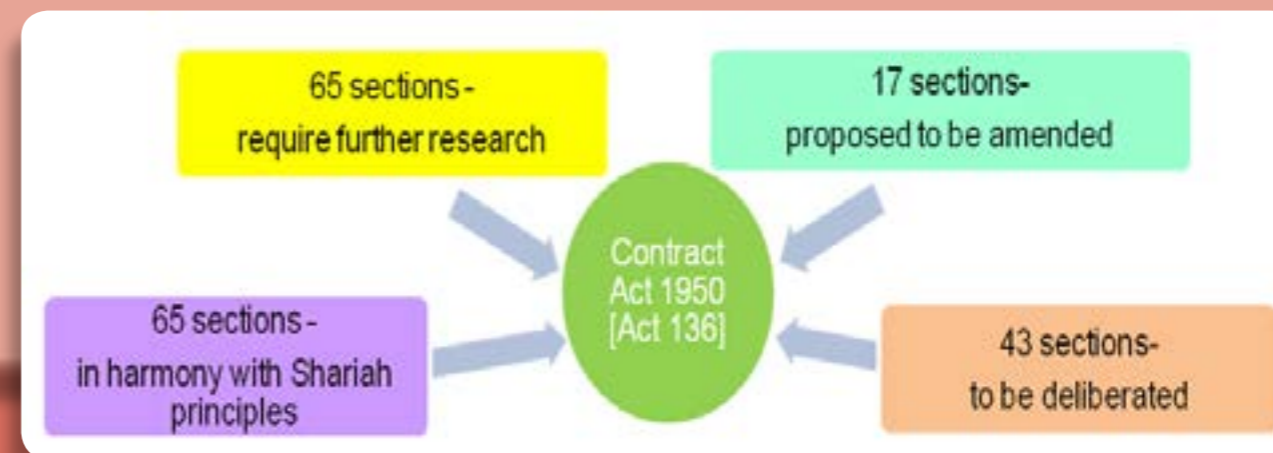 65 sections -
require further research
17 sections-
proposed to be amended
Contract
Act 1950
[Act 136]
65 sections -
in harmony with Shariah
principles
43 sections-
to be deliberated